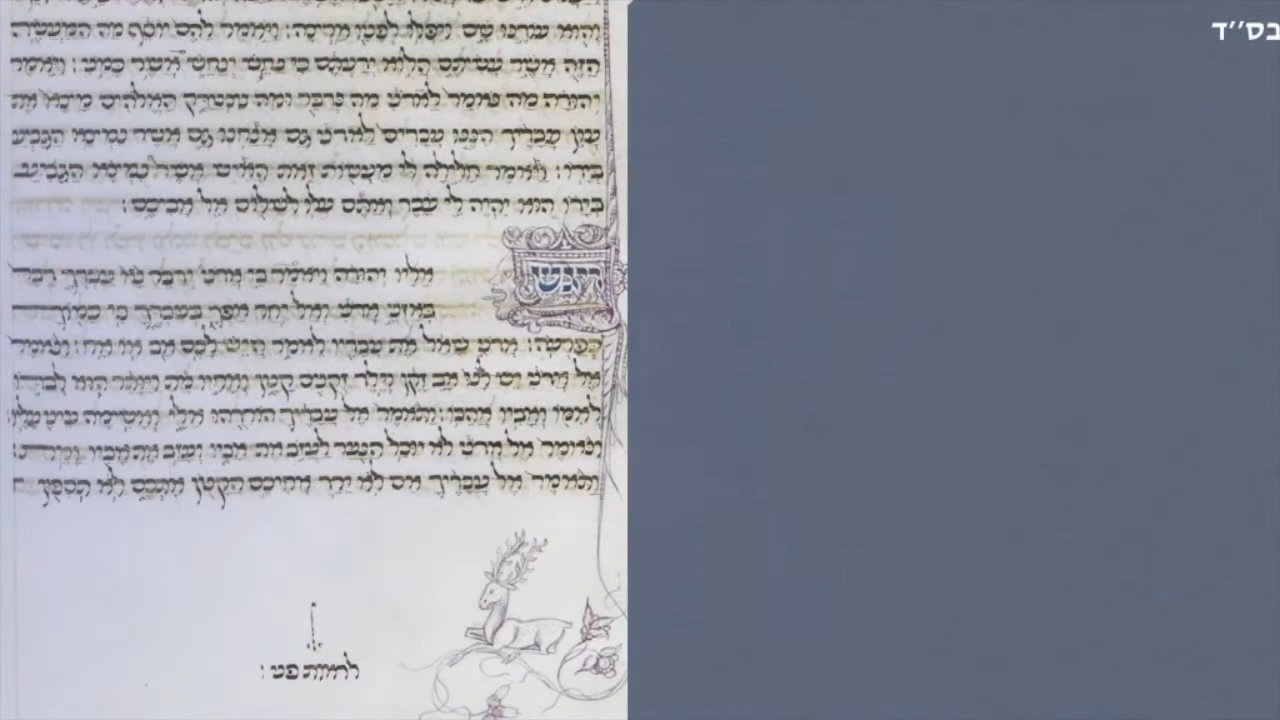 בס''ד
והוא עודנו שם ויפלו לפניו ארצה: ויאמר להם יוסף מה המעשה
הזה אשר עשיתם הלוא ידעתם כי נחש ינחש אשר כמני: ויאמר
יהודה מה נאמר לאדני מה נדבר ומה נצטדק האלהים מצא את
עון עבדיך הננו עבדים לאדני גם אנחנו גם אשר נמצא הגביע
בידו: ויאמר חלילה לי מעשות זאת האיש אשר נמצא הגביע
בידו הוא יהיה לי עבד ואתם עלו לשלום אל אביכם:
ויגש
אליו יהודה ויאמר בי אדני ידבר נא עבדך דבר
באזני אדני ואל יחר אפך בעבדך כי כמוך
כפרעה: אדני שאל את עבדיו לאמר היש לכם אב או אח: ונאמר
אל אדני יש לנו אב זקן וילד זקנים קטן ואחיו מת ויותר הוא לבדו
לאמו ואביו אהבו: ותאמר אל עבדיך הורדהו אלי ואשימה עיני עליו:
ונאמר אל אדני לא יוכל הנער לעזב את אביו ועזב את אביו ומת:
ותאמר אל עבדיך אם לא ירד אחיכם הקטן אתכם לא תספון